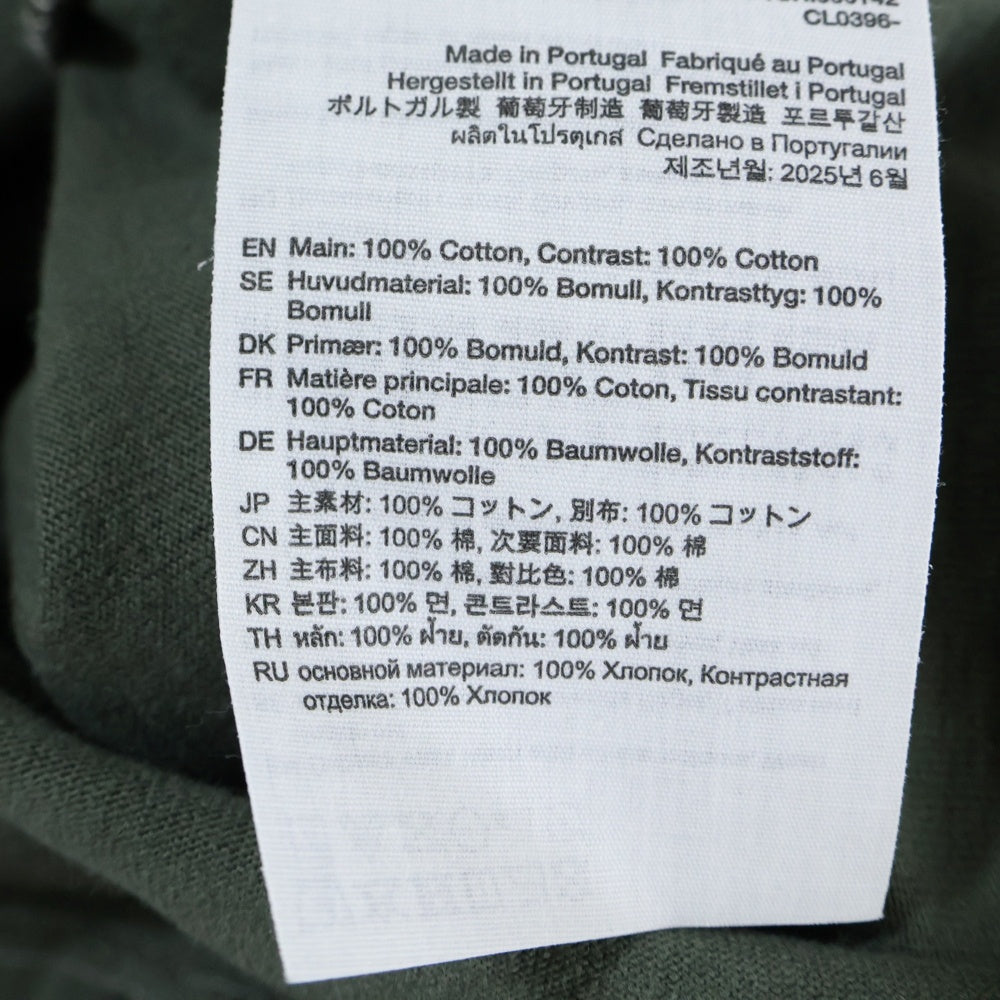 CL0396-
Made in Portugal Fabriqué au Portugal
Hergestellt in Portugal Fremstillet i Portugal
ポルトガル製 葡萄牙制造 葡萄牙製造 포르투갈산
ผลิตในโปรตุเกส Сделано в Португалии
제조년월: 2025년 6월
EN Main: 100% Cotton, Contrast: 100% Cotton
SE Huvudmaterial: 100% Bomull, Kontrasttyg: 100%
Bomull
DK Primær: 100% Bomuld, Kontrast: 100% Bomuld
FR Matière principale: 100% Coton, Tissu contrastant:
100% Coton
DE Hauptmaterial: 100% Baumwolle, Kontraststoff:
100% Baumwolle
JP 主素材: 100% コットン, 別布: 100% コットン
CN 主面料: 100% 棉, 次要面料: 100% 棉
ZH 主布料: 100% 棉, 對比色: 100% 棉
KR 본판: 100% 면, 콘트라스트: 100% 면
TH หลัก: 100% ฝ้าย, ตัดกัน: 100% ฝ้าย
RU основной материал: 100% Хлопок, Контрастная
отделка: 100% Хлопок